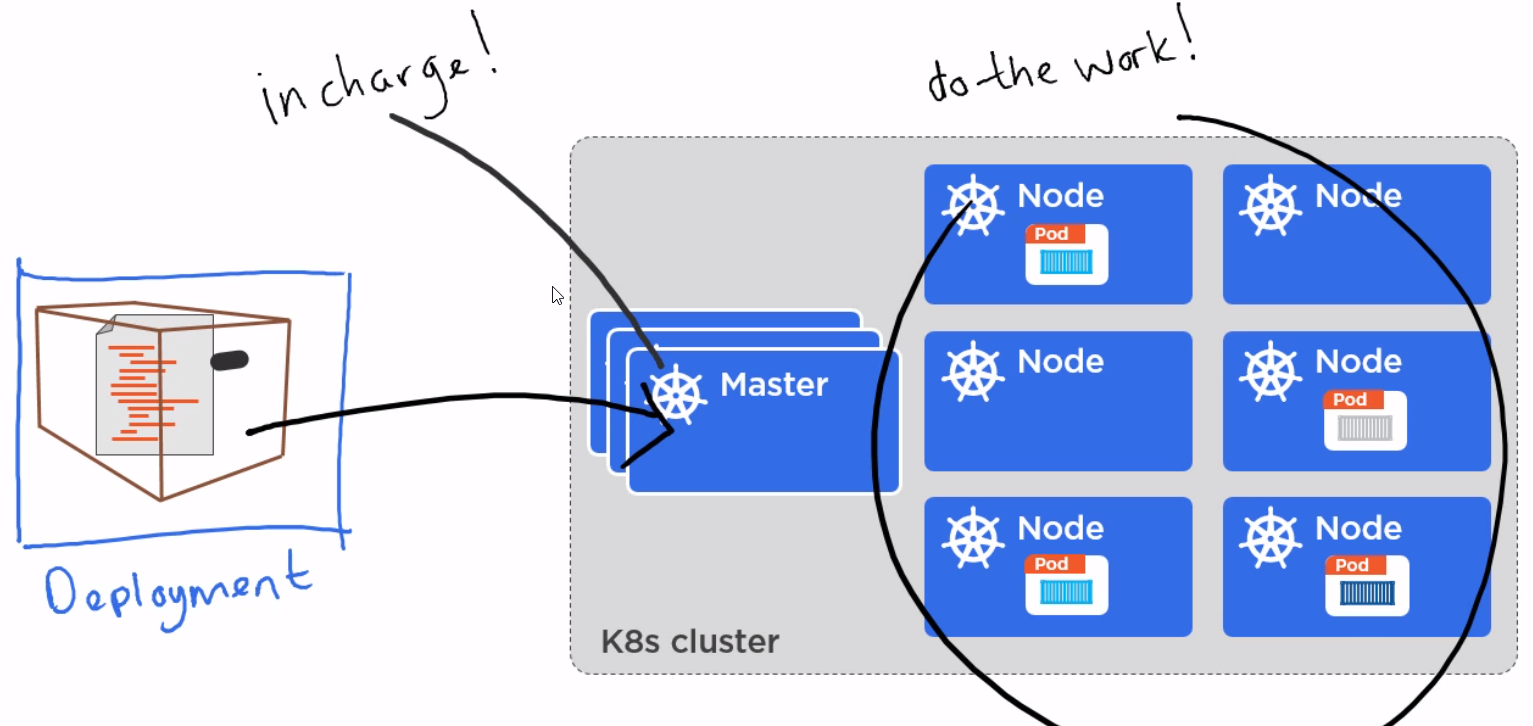 in charge!
do the work!
Node
Pod
Node
Master
Node
Node
Pod
Node
Pod
Node
Pod
Deployment
K8s cluster